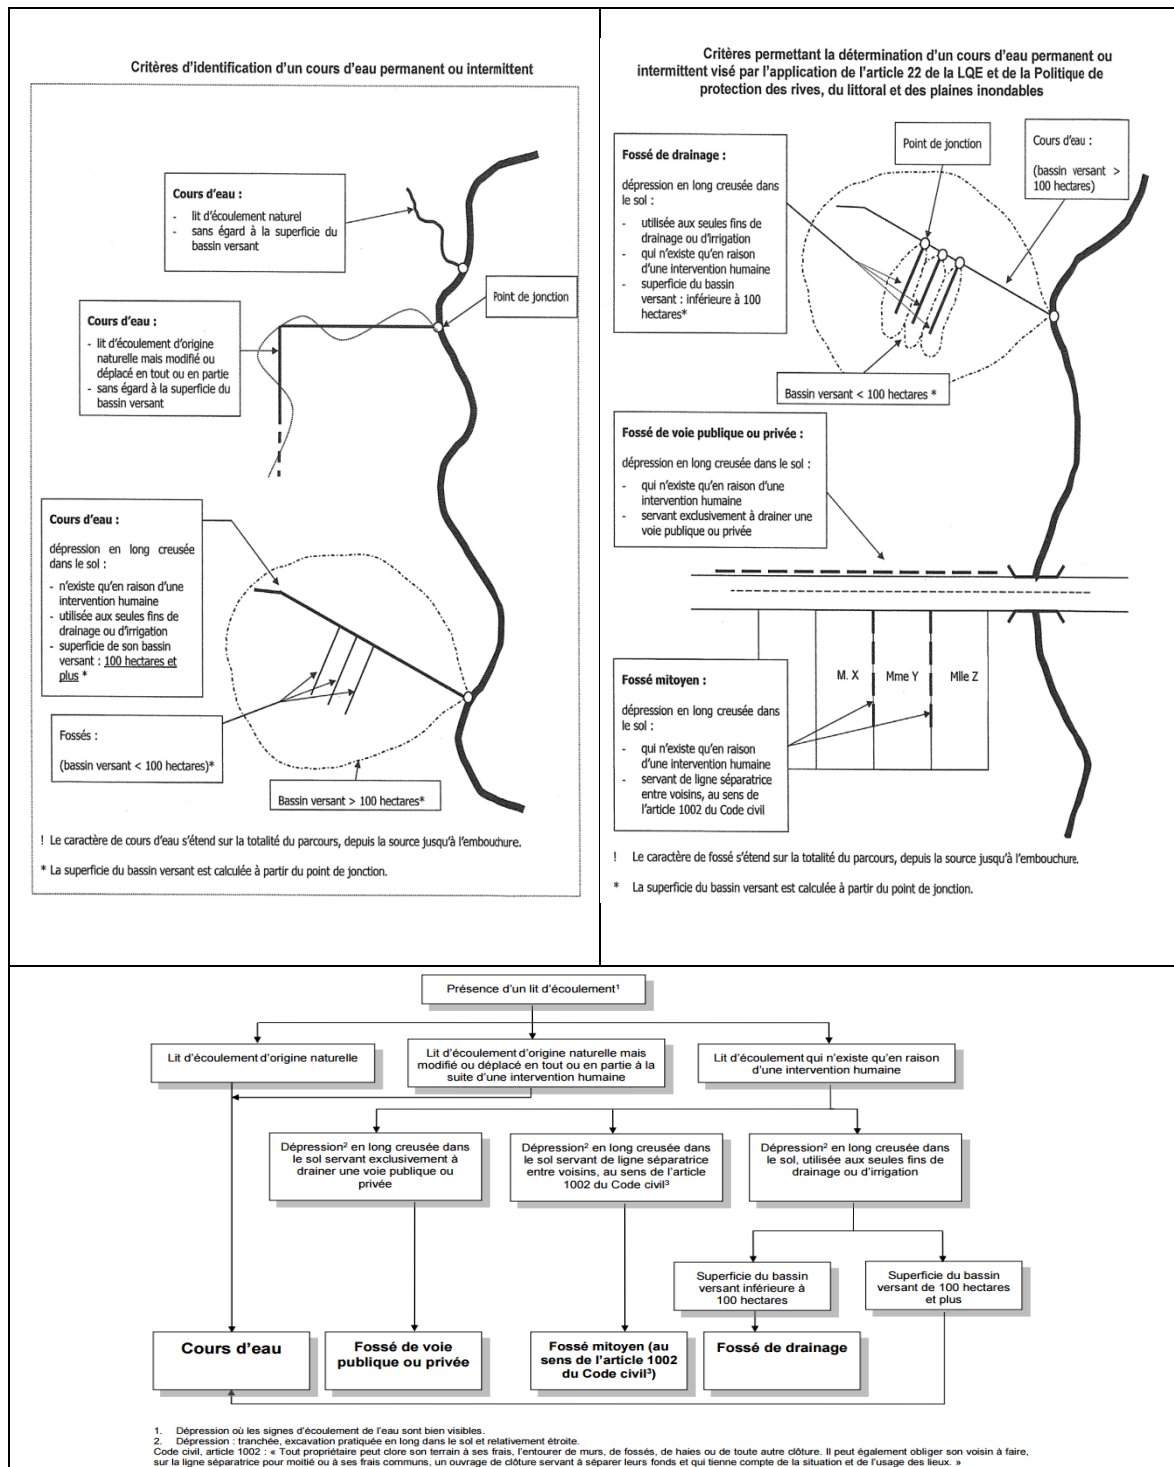 Critères d'identification d'un cours d'eau permanent ou intermittent
Cours d'eau :
- lit d'écoulement naturel
- sans égard à la superficie du
bassin versant
Point de jonction
Cours d'eau :
- lit d'écoulement d'origine
naturelle mais modifié ou
déplacé en tout ou en partie
- sans égard à la superficie du
bassin versant
Cours d'eau :
dépression en long creusée
dans le sol :
- n'existe qu'en raison d'une
intervention humaine
- utilisée aux seules fins de
drainage ou d'irrigation
- superficie de son bassin
versant : 100 hectares et
plus *
Fossés :
(bassin versant < 100 hectares)*
Bassin versant > 100 hectares*
! Le caractère de cours d'eau s'étend sur la totalité du parcours, depuis la source jusqu'à l'embouchure.
* La superficie du bassin versant est calculée à partir du point de jonction.
Critères permettant la détermination d'un cours d'eau permanent ou
intermittent visé par l'application de l'article 22 de la LQE et de la Politique de
protection des rives, du littoral et des plaines inondables
Fossé de drainage :
dépression en long creusée dans
le sol :
- utilisée aux seules fins de
drainage ou d'irrigation
- qui n'existe qu'en raison
d'une intervention humaine
- superficie du bassin
versant : inférieure à 100
hectares*
Point de jonction
Cours d'eau :
(bassin versant >
100 hectares)
Bassin versant < 100 hectares *
Fossé de voie publique ou privée :
dépression en long creusée dans le sol :
- qui n'existe qu'en raison d'une
intervention humaine
- servant exclusivement à drainer une
voie publique ou privée
M. X
Mme Y
Mlle Z
Fossé mitoyen :
dépression en long creusée dans
le sol :
- qui n'existe qu'en raison
d'une intervention humaine
- servant de ligne séparatrice
entre voisins, au sens de
l'article 1002 du Code civil
! Le caractère de fossé s'étend sur la totalité du parcours, depuis la source jusqu'à l'embouchure.
* La superficie du bassin versant est calculée à partir du point de jonction.
Présence d'un lit d'écoulement¹
Lit d'écoulement d'origine naturelle
Lit d'écoulement d'origine naturelle mais
modifié ou déplacé en tout ou en partie à la
suite d'une intervention humaine
Lit d'écoulement qui n'existe qu'en raison
d'une intervention humaine
Dépression² en long creusée dans
le sol servant exclusivement à
drainer une voie publique ou
privée
Dépression² en long creusée dans
le sol servant de ligne séparatrice
entre voisins, au sens de l'article
1002 du Code civil³
Dépression² en long creusée dans
le sol, utilisée aux seules fins de
drainage ou d'irrigation
Superficie du bassin
versant inférieure à
100 hectares
Superficie du bassin
versant de 100 hectares
et plus
Cours d'eau
Fossé de voie
publique ou privée
Fossé mitoyen (au
sens de l'article 1002
du Code civil³)
Fossé de drainage
1. Dépression où les signes d'écoulement de l'eau sont bien visibles.
2. Dépression : tranchée, excavation pratiquée en long dans le sol et relativement étroite.
Code civil, article 1002 : « Tout propriétaire peut clore son terrain à ses frais, l'entourer de murs, de fossés, de haies ou de toute autre clôture. Il peut également obliger son voisin à faire,
sur la ligne séparatrice pour moitié ou à ses frais communs, un ouvrage de clôture servant à séparer leurs fonds et qui tienne compte de la situation et de l'usage des lieux. »